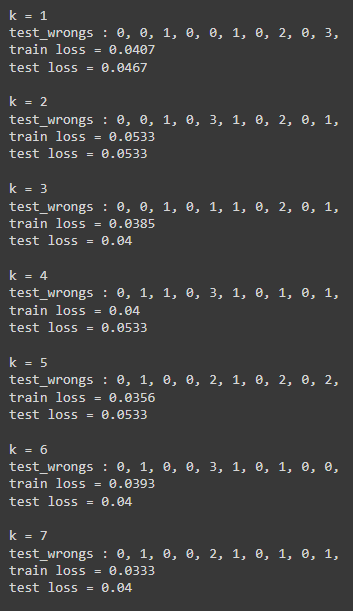 k = 1
test_wrongs : 0, 0, 1, 0, 0, 1, 0, 2, 0, 3,
train loss = 0.0407
test loss = 0.0467
k = 2
test_wrongs : 0, 0, 1, 0, 3, 1, 0, 2, 0, 1,
train loss = 0.0533
test loss = 0.0533
k = 3
test_wrongs : 0, 0, 1, 0, 1, 1, 0, 2, 0, 1,
train loss = 0.0385
test loss = 0.04
k = 4
test_wrongs : 0, 1, 1, 0, 3, 1, 0, 1, 0, 1,
train loss = 0.04
test loss = 0.0533
k = 5
test_wrongs : 0, 1, 0, 0, 2, 1, 0, 2, 0, 2,
train loss = 0.0356
test loss = 0.0533
k = 6
test_wrongs : 0, 1, 0, 0, 3, 1, 0, 1, 0, 0,
train loss = 0.0393
test loss = 0.04
k = 7
test_wrongs : 0, 1, 0, 0, 2, 1, 0, 1, 0, 1,
train loss = 0.0333
test loss = 0.04